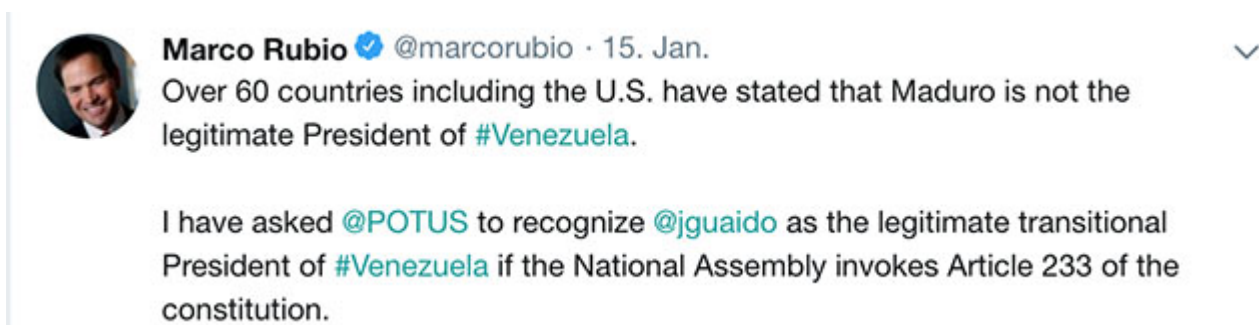 Marco Rubio @marcorubio · 15. Jan.
Over 60 countries including the U.S. have stated that Maduro is not the
legitimate President of #Venezuela.
I have asked @POTUS to recognize @jguaido as the legitimate transitional
President of #Venezuela if the National Assembly invokes Article 233 of the
constitution.